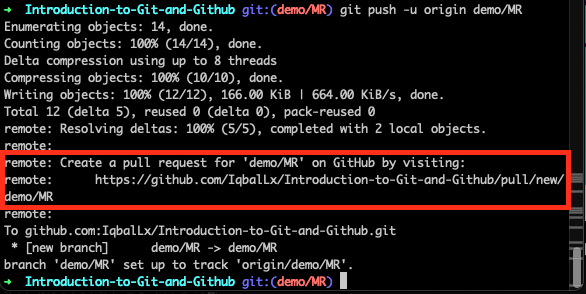 ➜  Introduction-to-Git-and-Github git:(demo/MR) git push -u origin demo/MR
Enumerating objects: 14, done.
Counting objects: 100% (14/14), done.
Delta compression using up to 8 threads
Compressing objects: 100% (10/10), done.
Writing objects: 100% (12/12), 166.00 KiB | 664.00 KiB/s, done.
Total 12 (delta 5), reused 0 (delta 0), pack-reused 0
remote: Resolving deltas: 100% (5/5), completed with 2 local objects.
remote:
remote: Create a pull request for 'demo/MR' on GitHub by visiting:
remote:      https://github.com/IqbalLx/Introduction-to-Git-and-Github/pull/new/
demo/MR
remote:
To github.com:IqbalLx/Introduction-to-Git-and-Github.git
 * [new branch]      demo/MR -> demo/MR
branch 'demo/MR' set up to track 'origin/demo/MR'.
➜  Introduction-to-Git-and-Github git:(demo/MR)